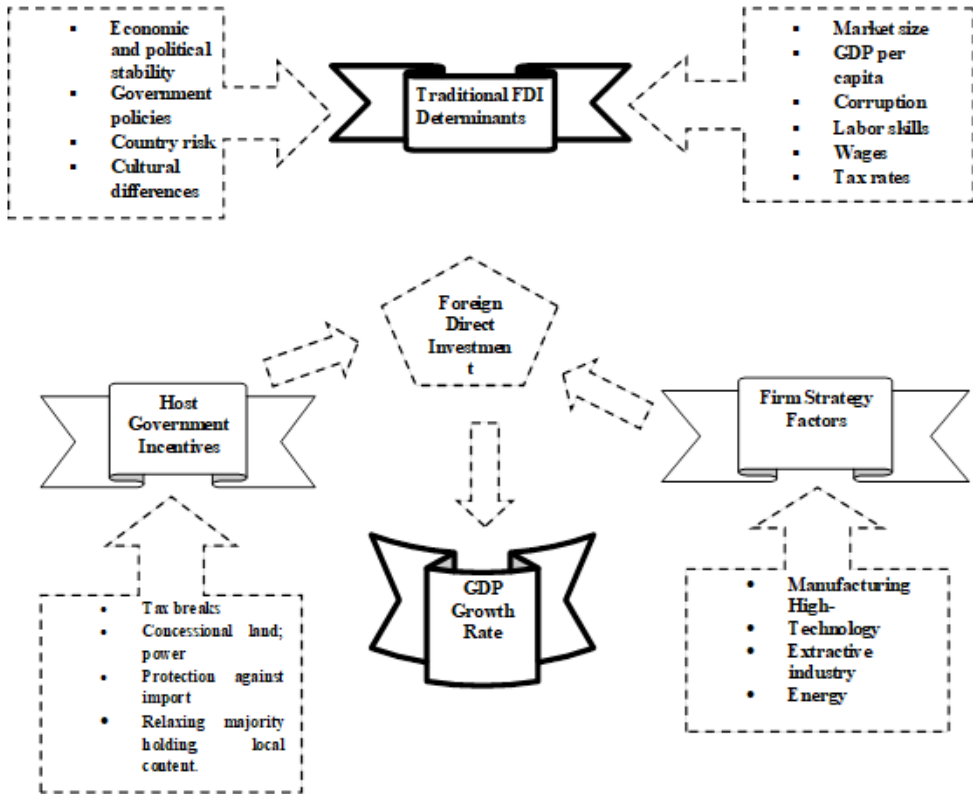 ▪ Economic
and political
stability
▪ Government
policies
▪ Country risk
▪ Cultural
differences
Traditional FDI
Determinants
▪ Market size
▪ GDP per
capita
▪ Corruption
▪ Labor skills
▪ Wages
▪ Tax rates
Foreign
Direct
Investmen
t
Host
Government
Incentives
Firm Strategy
Factors
GDP
Growth
Rate
• Tax breaks
• Concessional land;
power
• Protection against
import
• Relaxing majority
holding local
content.
• Manufacturing
High-
• Technology
• Extractive
industry
• Energy